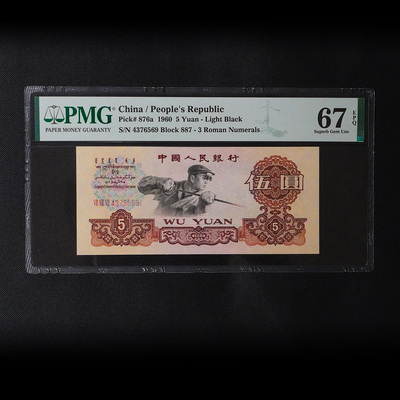 PMG
PAPER MONEY GUARANTY
China / People's Republic
Pick# 876a 1960 5 Yuan - Light Black
S/N 4376569 Block 887 - 3 Roman Numerals
67
EPQ
Superb Gem Unc
中國人民銀行
伍圓
WU YUAN
5
5